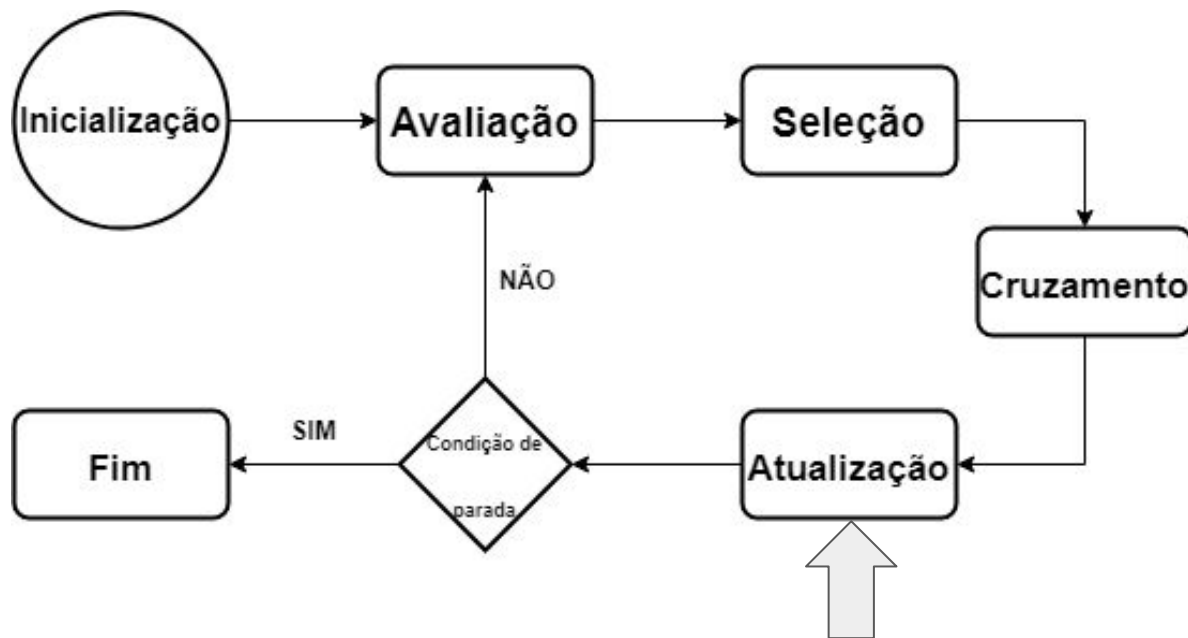 Inicialização
Avaliação
Seleção
Cruzamento
NÃO
Atualização
Condição de
parada
SIM
Fim